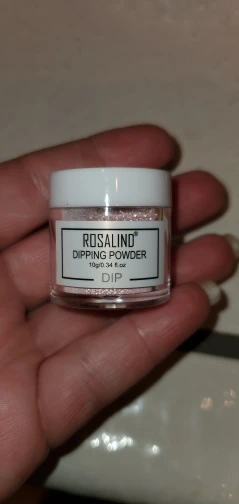 ROSALIND®
DIPPING POWDER
10g/0.34 fl.oz
DIP